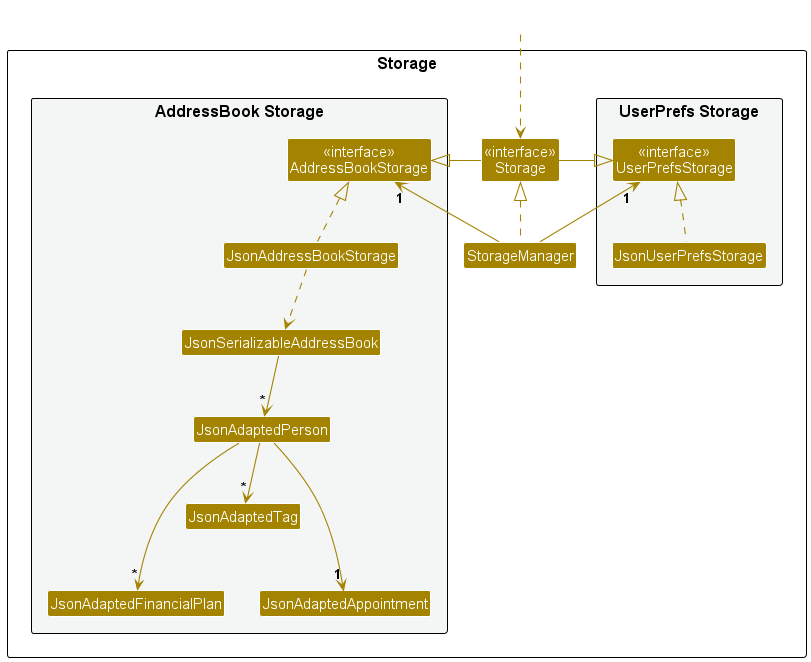 Storage
AddressBook Storage
UserPrefs Storage
«interface»
AddressBookStorage
«interface»
Storage
«interface»
UserPrefsStorage
1
1
JsonAddressBookStorage
StorageManager
JsonUserPrefsStorage
JsonSerializableAddressBook
*
JsonAdaptedPerson
*
JsonAdaptedTag
*
1
JsonAdaptedFinancialPlan
JsonAdaptedAppointment